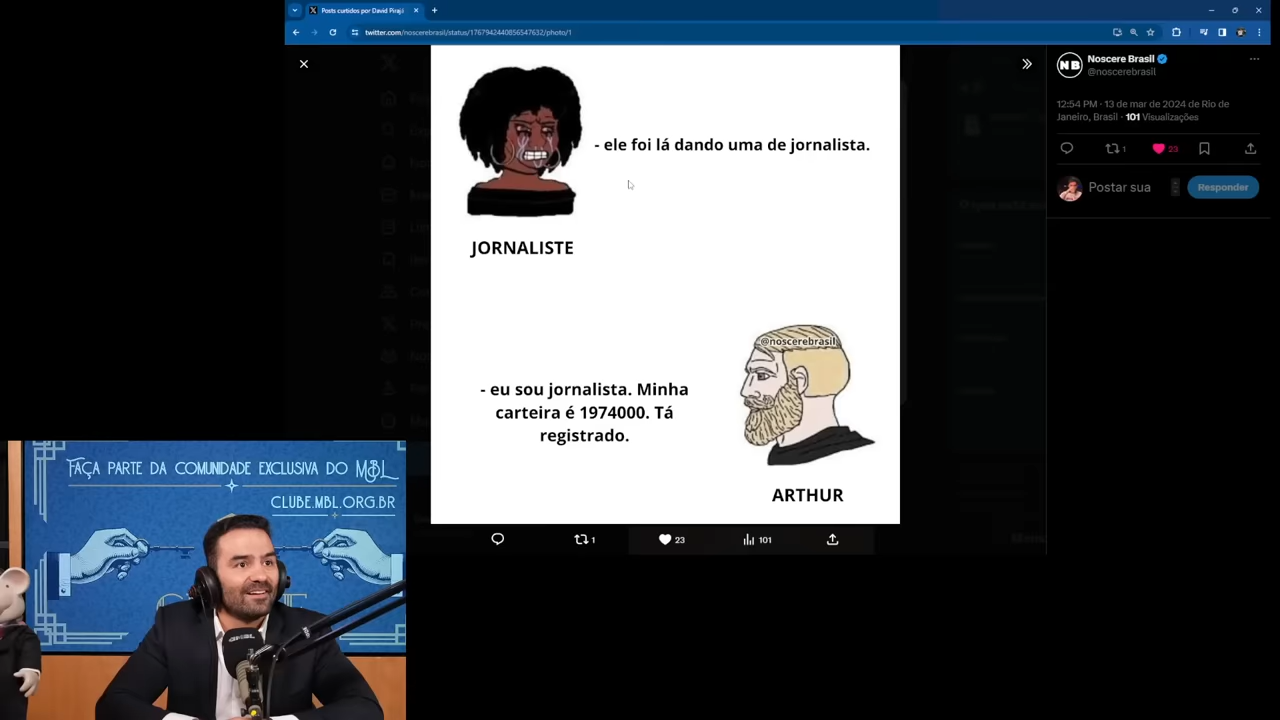 Posts curtidos por David Piraj.i
twitter.com/noscerebrasil/status/1767942440856547632/photo/1
- ele foi lá dando uma de jornalista.
JORNALISTE
@noscerebrasil
- eu sou jornalista. Minha
carteira é 1974000. Tá
registrado.
ARTHUR
1
23
101
NB
Noscere Brasil
@noscerebrasil
12:54 PM · 13 de mar de 2024 de Rio de
Janeiro, Brasil · 101 Visualizações
1
23
Postar sua
Responder
FAÇA PARTE DA COMUNIDADE EXCLUSIVA DO MBL
CLUBE.MBL.ORG.BR
MBL